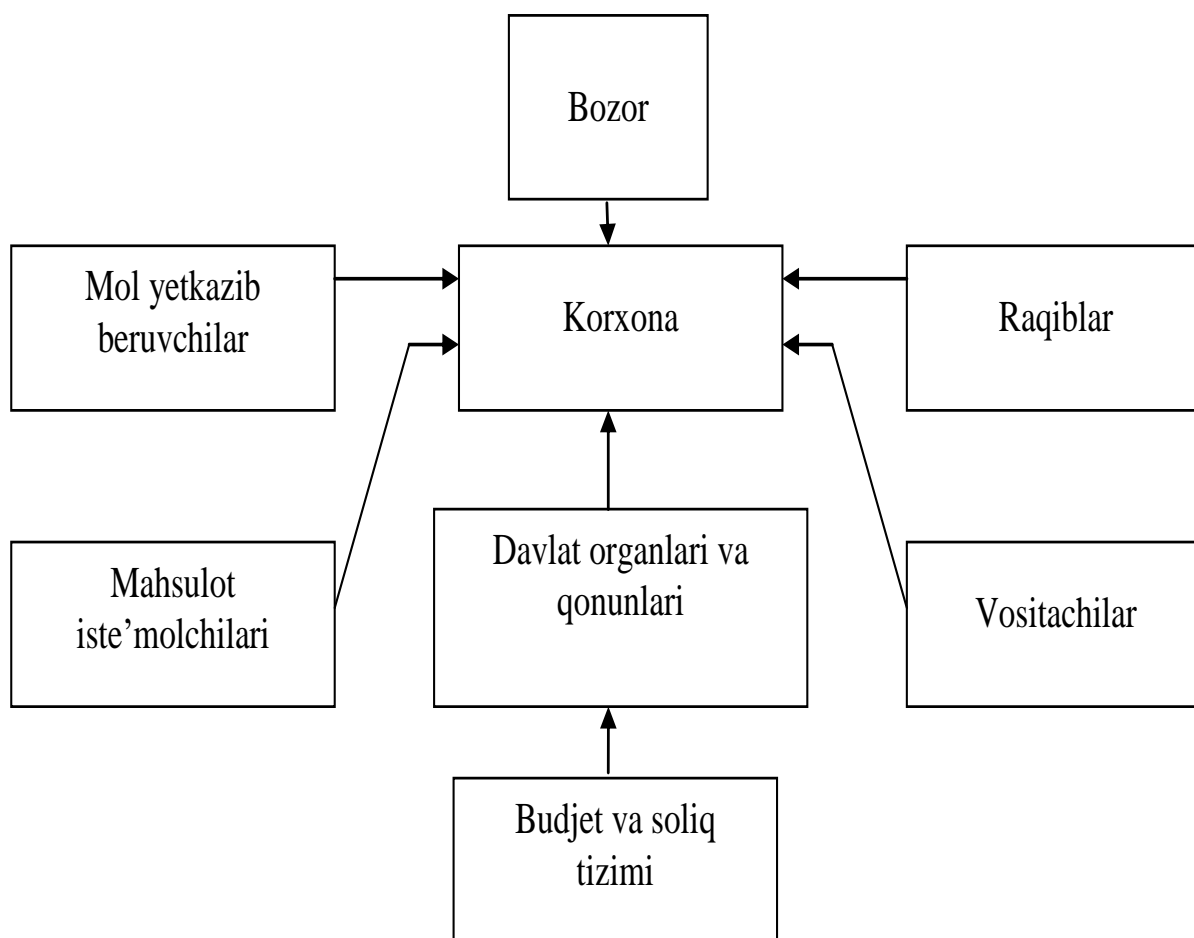 Bozor
Mol yetkazib
beruvchilar
Korxona
Raqiblar
Mahsulot
iste’molchilari
Davlat organlari va
qonunlari
Vositachilar
Budjet va soliq
tizimi